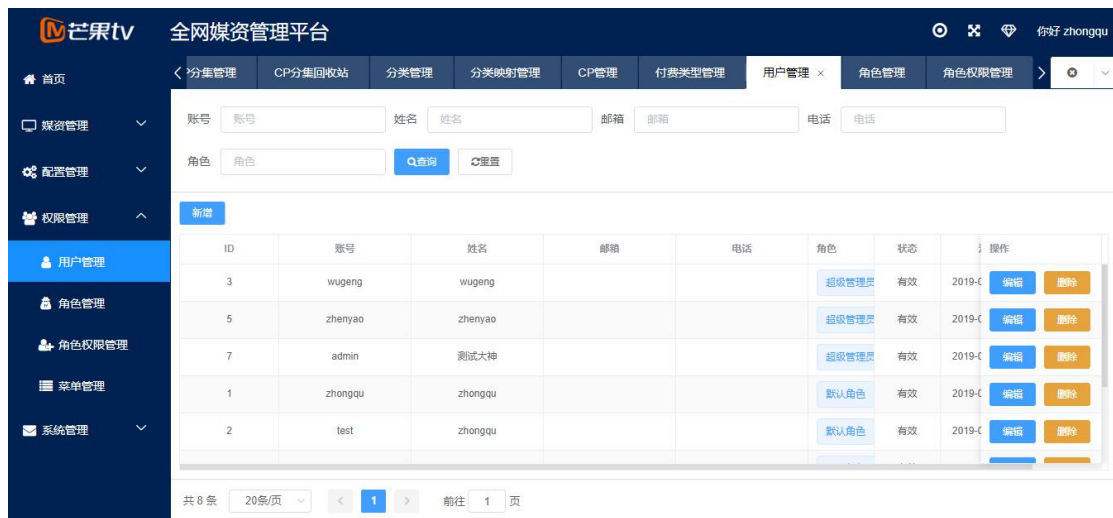 芒果tv 全网媒资管理平台 你好 zhongqu
首页
媒资管理
配置管理
权限管理
用户管理
角色管理
角色权限管理
菜单管理
系统管理
分集管理 CP分集回收站 分类管理 分类映射管理 CP管理 付费类型管理 用户管理 × 角色管理 角色权限管理
账号 账号 姓名 姓名 邮箱 邮箱 电话 电话
角色 角色 查询 重置
新增
ID 账号 姓名 邮箱 电话 角色 状态 操作
3 wugeng wugeng 超级管理员 有效 2019-0 编辑 删除
5 zhenyao zhenyao 超级管理员 有效 2019-0 编辑 删除
7 admin 测试大神 超级管理员 有效 2019-0 编辑 删除
1 zhongqu zhongqu 默认角色 有效 2019-0 编辑 删除
2 test zhongqu 默认角色 有效 2019-0 编辑 删除
共 8 条 20条/页 < 1 > 前往 1 页